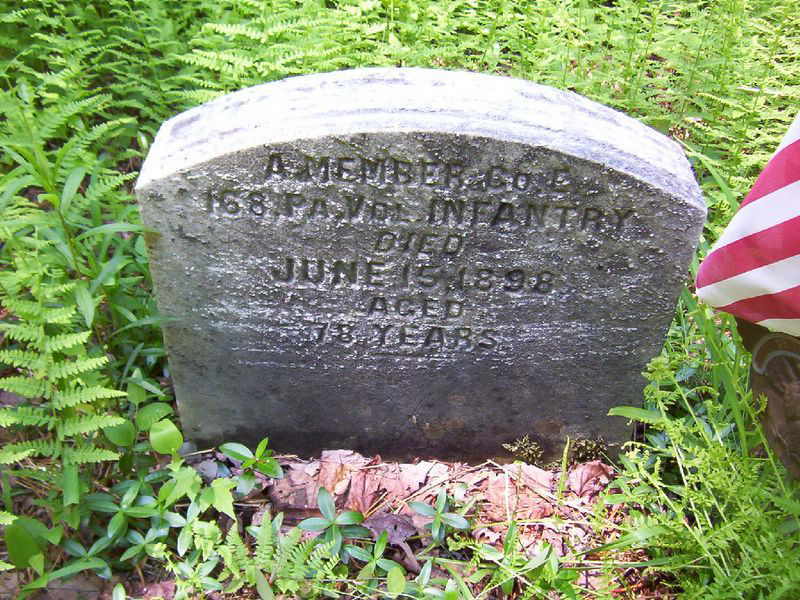 A MEMBER CO. E.
168. PA. VOL. INFANTRY
DIED
JUNE 15, 1898.
AGED
78 YEARS.